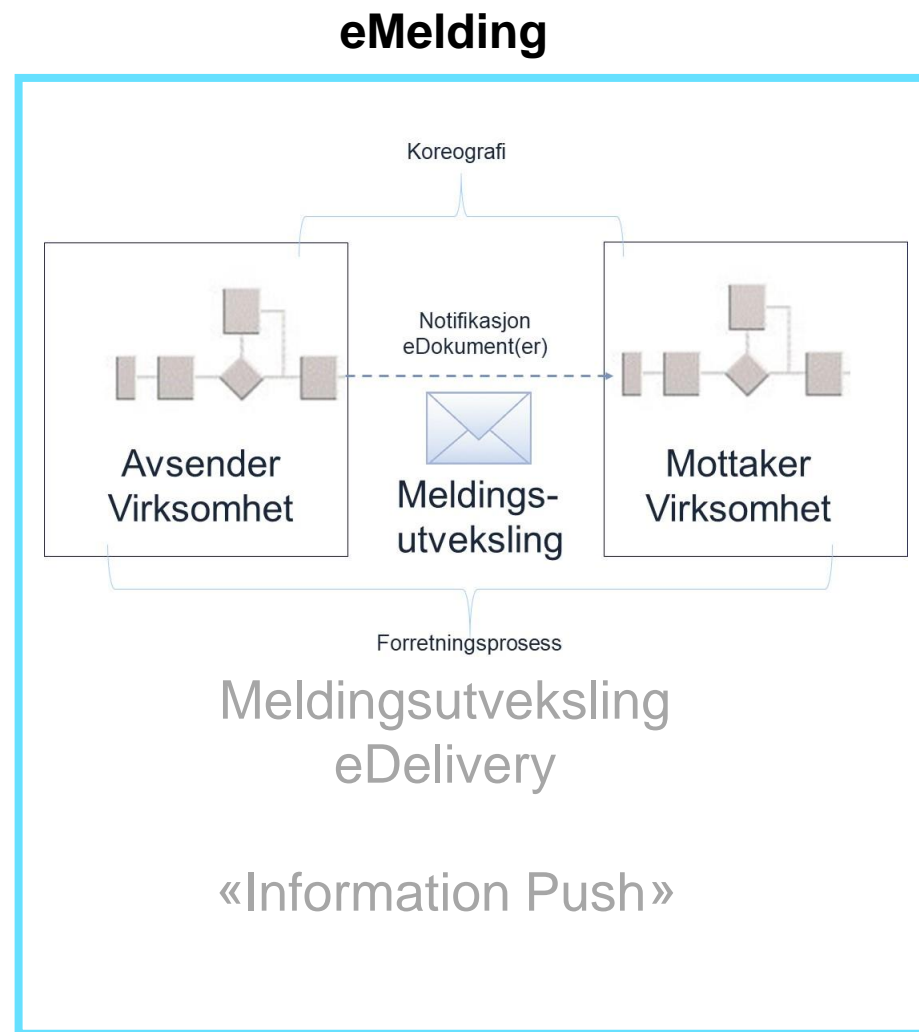 eMelding
Koreografi
Notifikasjon
eDokument(er)
Avsender
Virksomhet
Meldings-
utveksling
Mottaker
Virksomhet
Forretningsprosess
Meldingsutveksling
eDelivery
«Information Push»